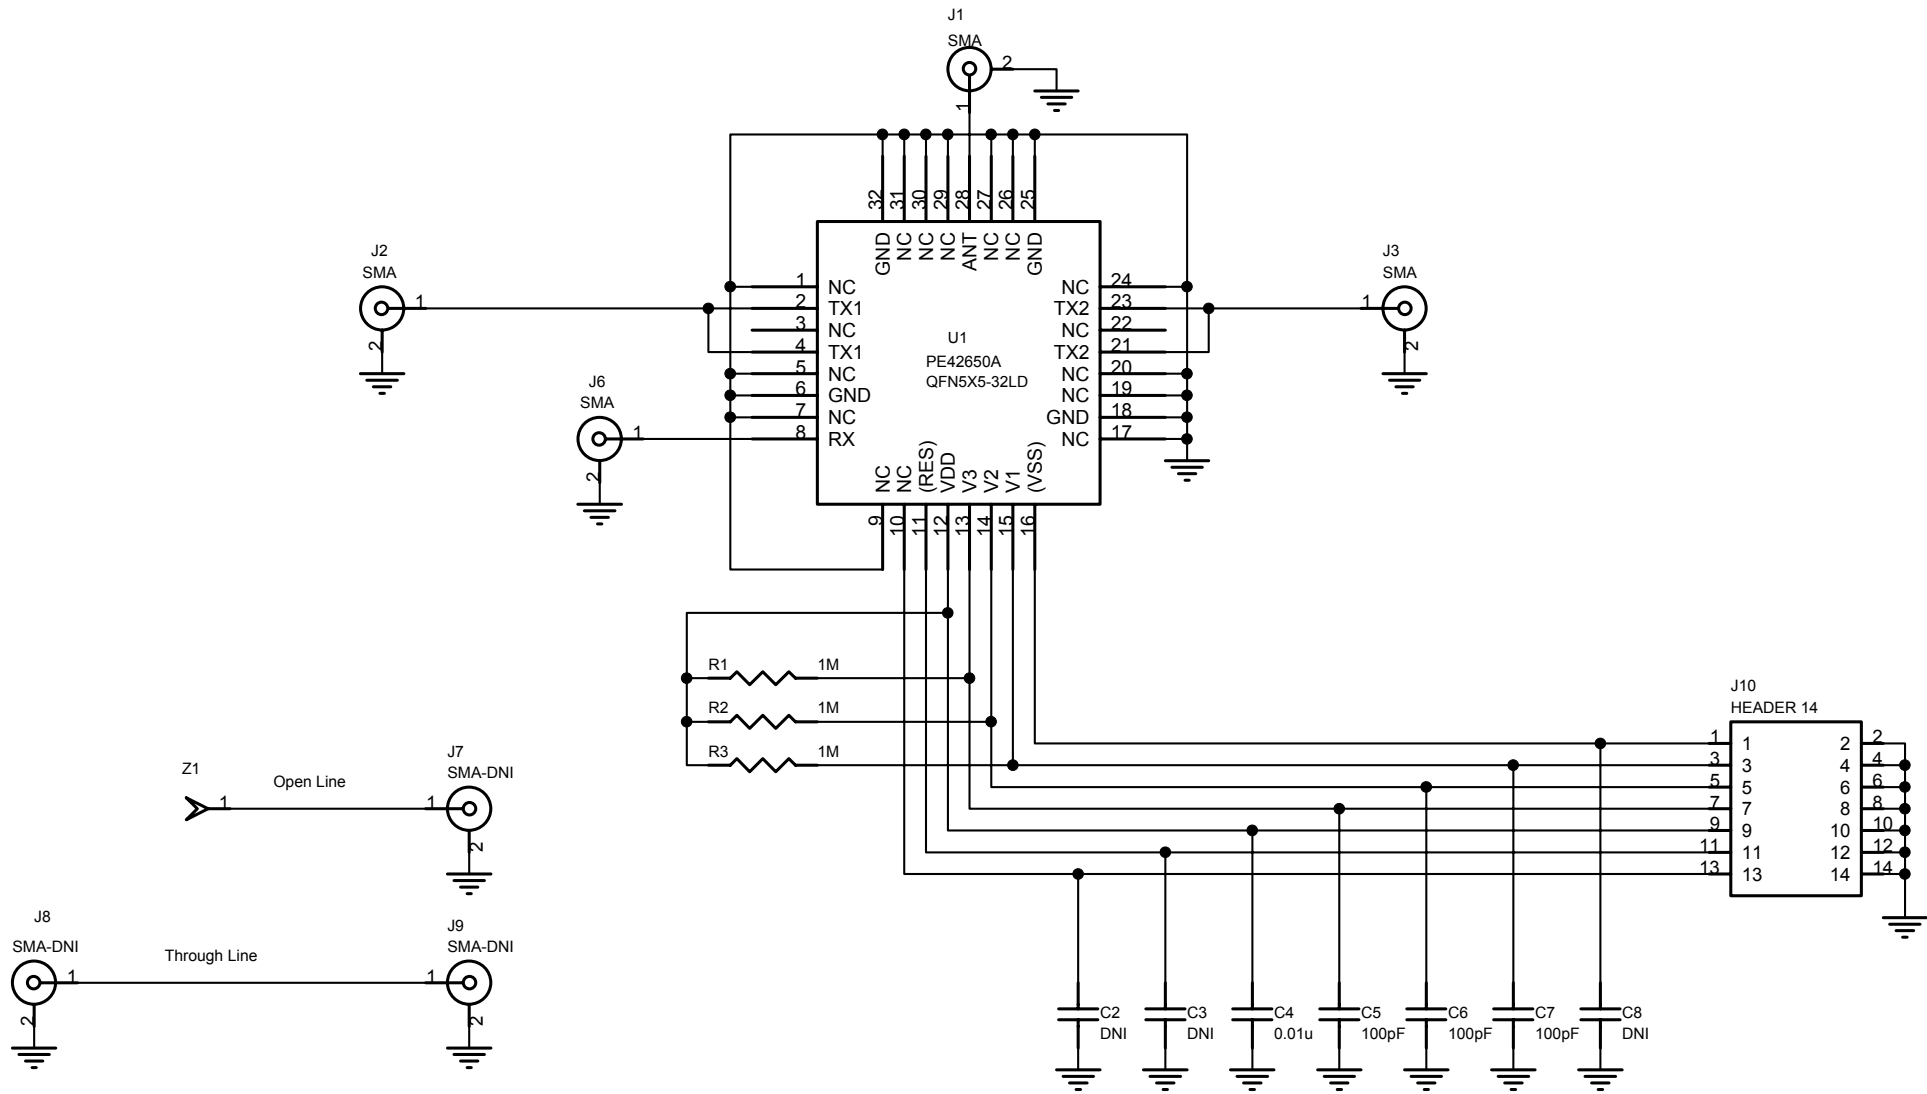 J1
SMA
2
1
32
31
30
29
28
27
26
25
GND
NC
NC
NC
ANT
NC
NC
GND
J2
SMA
1
2
J3
SMA
1
2
J6
SMA
1
2
1 NC
2 TX1
3 NC
4 TX1
5 NC
6 GND
7 NC
8 RX
U1
PE42650A
QFN5X5-32LD
NC 24
TX2 23
NC 22
TX2 21
NC 20
NC 19
GND 18
NC 17
NC
NC
(RES)
VDD
V3
V2
V1
(VSS)
9
10
11
12
13
14
15
16
R1 1M
R2 1M
R3 1M
J10
HEADER 14
1 1 2 2
3 3 4 4
5 5 6 6
7 7 8 8
9 9 10 10
11 11 12 12
13 13 14 14
Z1
1
Open Line
J7
SMA-DNI
1
2
J8
SMA-DNI
1
2
Through Line
J9
SMA-DNI
1
2
C2
DNI
C3
DNI
C4
0.01u
C5
100pF
C6
100pF
C7
100pF
C8
DNI